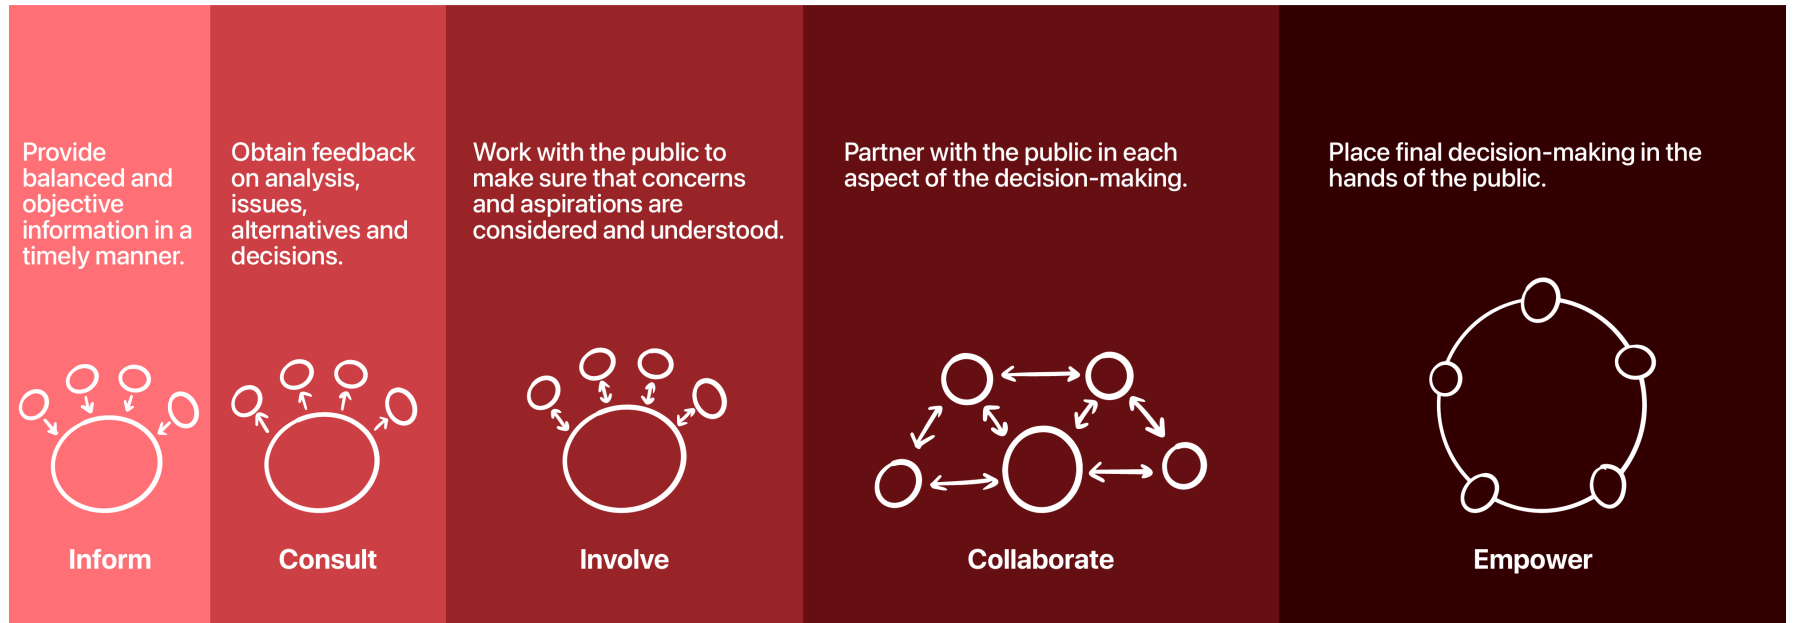 Provide
balanced and
objective
information in a
timely manner.
Inform
Obtain feedback
on analysis,
issues,
alternatives and
decisions.
Consult
Work with the public to
make sure that concerns
and aspirations are
considered and understood.
Involve
Partner with the public in each
aspect of the decision-making.
Collaborate
Place final decision-making in the
hands of the public.
Empower